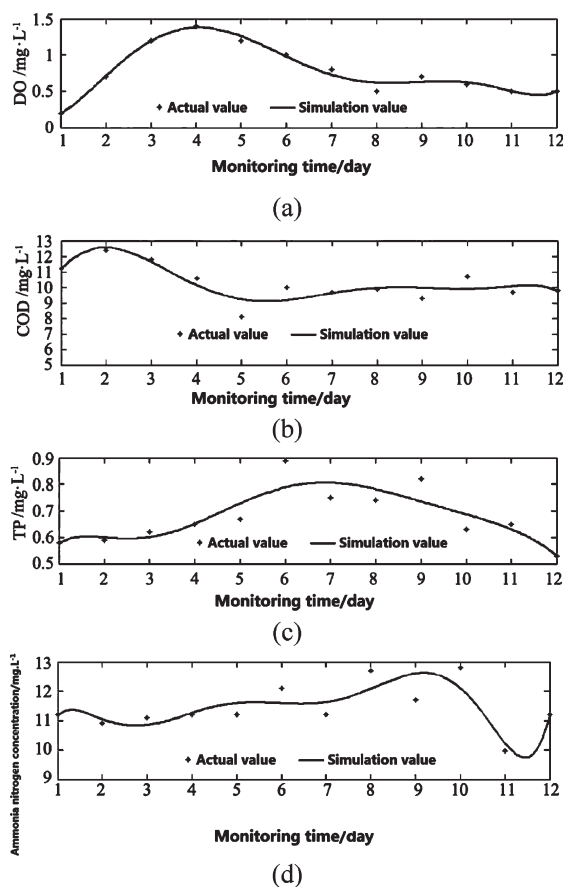 DO /mg·L⁻¹
1.5
1
0.5
0
Actual value Simulation value
1 2 3 4 5 6 7 8 9 10 11 12
Monitoring time/day
(a)
COD /mg·L⁻¹
13
12
11
10
9
8
7
6
5
Actual value Simulation value
1 2 3 4 5 6 7 8 9 10 11 12
Monitoring time/day
(b)
TP/mg·L⁻¹
0.9
0.8
0.7
0.6
0.5
Actual value Simulation value
1 2 3 4 5 6 7 8 9 10 11 12
Monitoring time/day
(c)
Ammonia nitrogen concentration/mg.L⁻¹
13
12
11
10
9
Actual value Simulation value
1 2 3 4 5 6 7 8 9 10 11 12
Monitoring time/day
(d)